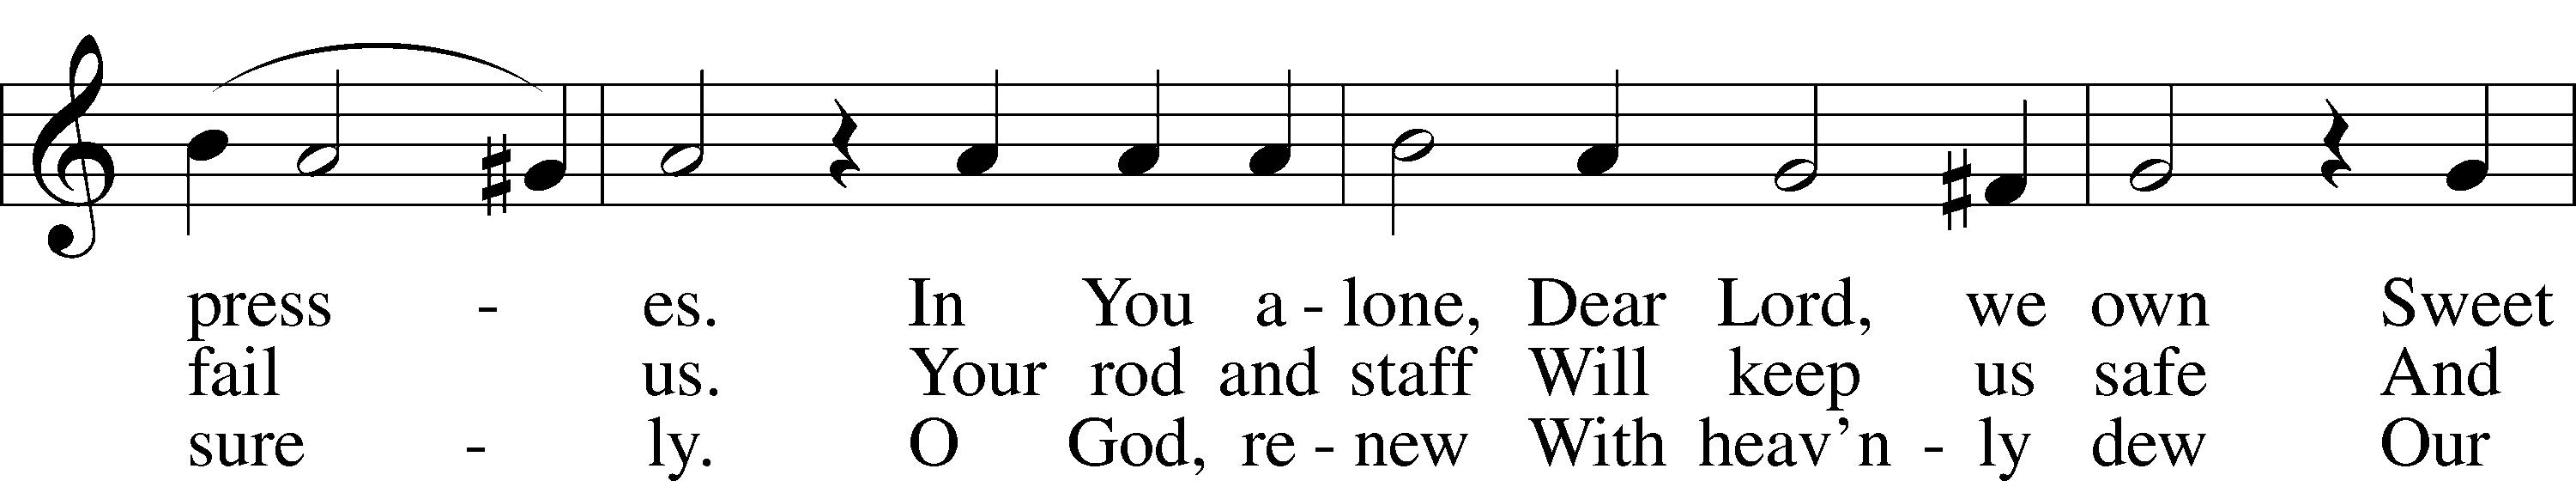 press - es. In You a - lone, Dear Lord, we own Sweet
fail us. Your rod and staff Will keep us safe And
sure - ly. O God, re - new With heav’n - ly dew Our